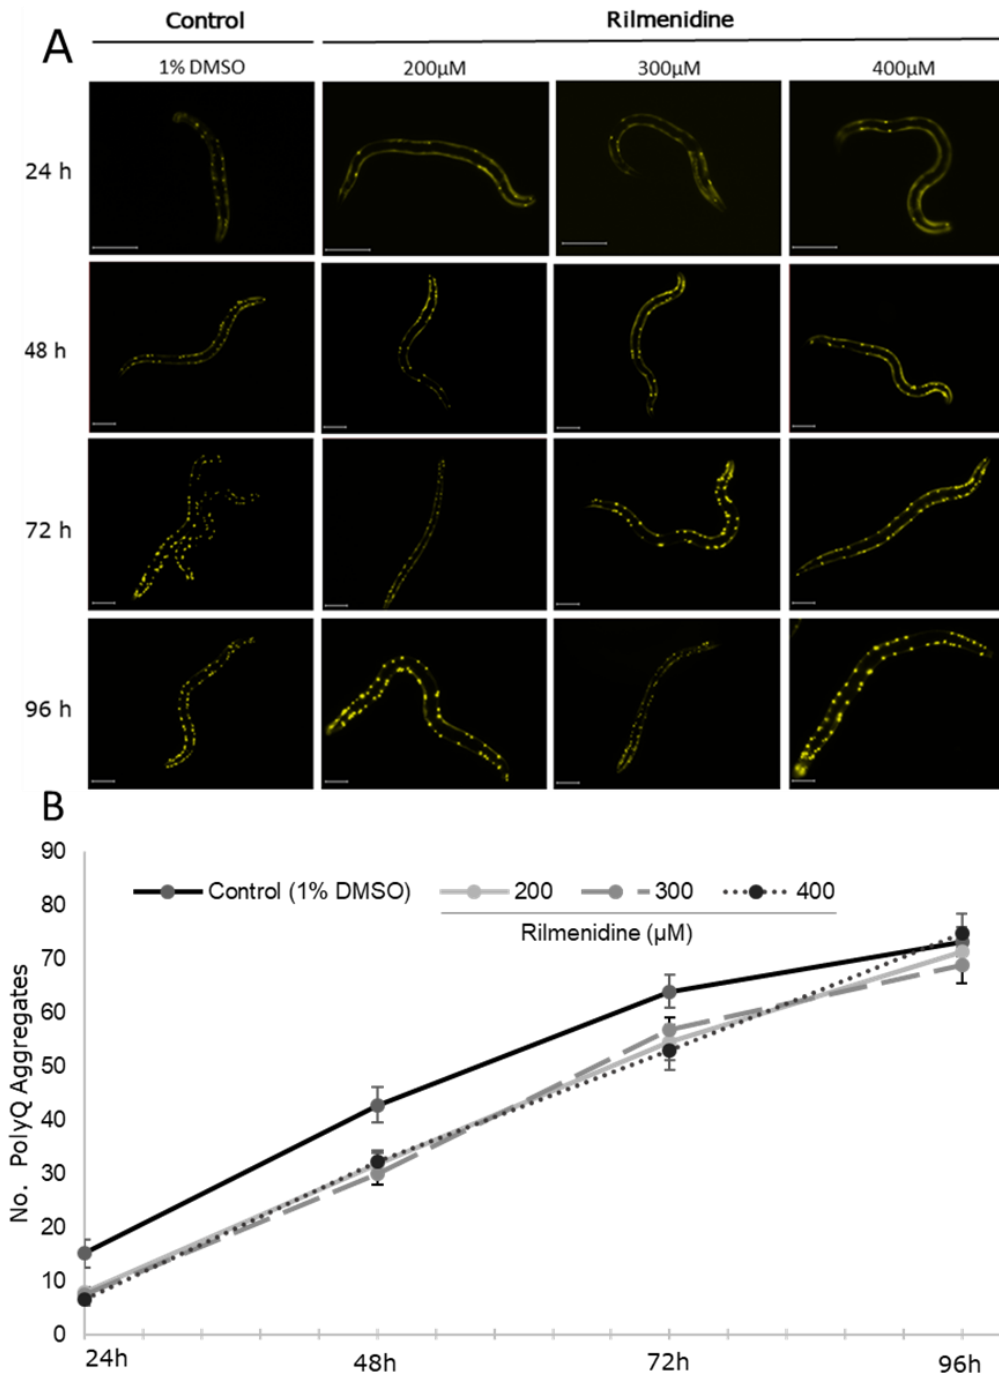 A
Control
Rilmenidine
1% DMSO
200µM
300µM
400µM
24 h
48 h
72 h
96 h
B
90
80
70
60
50
40
30
20
10
0
No. PolyQ Aggregates
Control (1% DMSO)
200
300
400
Rilmenidine (µM)
24h
48h
72h
96h